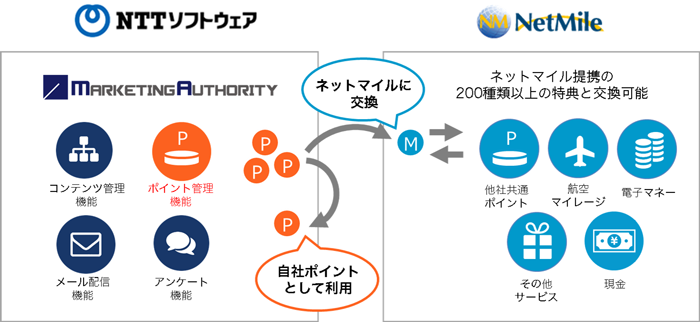 NTTソフトウェア
NetMile
MARKETINGAUTHORITY
コンテンツ管理
機能
P
ポイント管理
機能
メール配信
機能
アンケート
機能
P
P
P
P
ネットマイルに
交換
自社ポイント
として利用
M
ネットマイル提携の
200種類以上の特典と交換可能
P
他社共通
ポイント
航空
マイレージ
電子マネー
その他
サービス
¥
現金